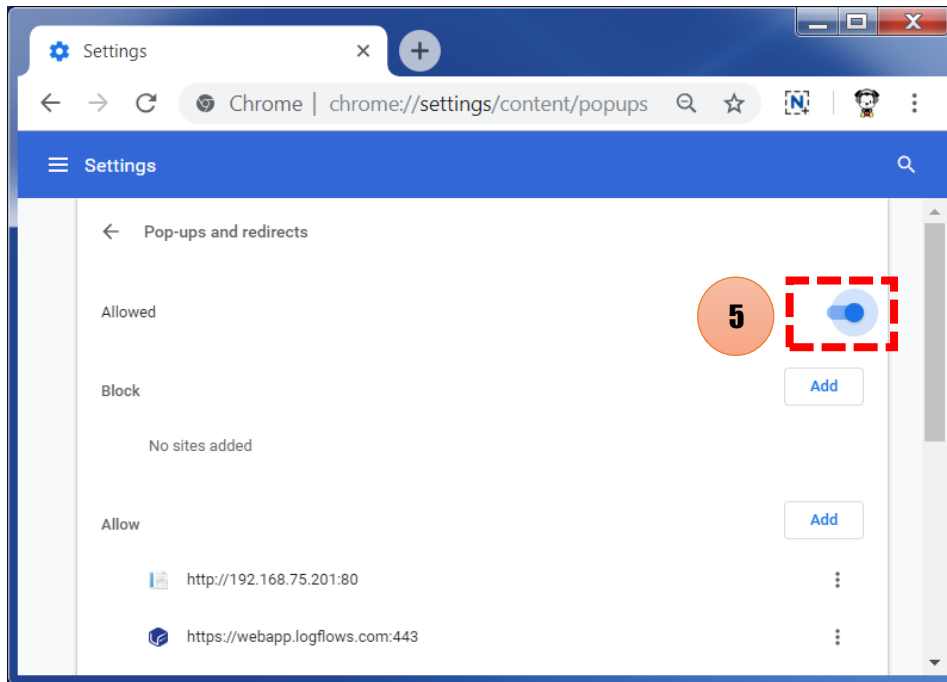 Settings
Chrome | chrome://settings/content/popups
N
Settings
Pop-ups and redirects
Allowed
5
Block
Add
No sites added
Allow
Add
http://192.168.75.201:80
https://webapp.logflows.com:443